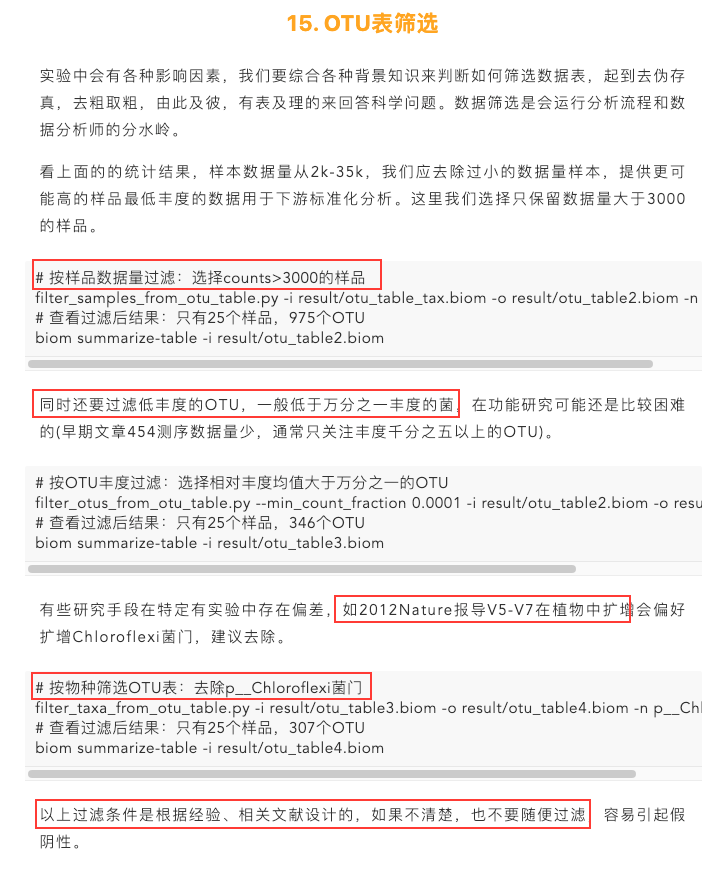 15. OTU表筛选
实验中会有各种影响因素，我们要综合各种背景知识来判断如何筛选数据表，起到去伪存
真，去粗取粗，由此及彼，有表及理的来回答科学问题。数据筛选是会运行分析流程和数
据分析师的分水岭。
看上面的的统计结果，样本数据量从2k-35k，我们应去除过小的数据量样本，提供更可
能高的样品最低丰度的数据用于下游标准化分析。这里我们选择只保留数据量大于3000
的样品。
# 按样品数据量过滤：选择counts>3000的样品
filter_samples_from_otu_table.py -i result/otu_table_tax.biom -o result/otu_table2.biom -n
# 查看过滤后结果：只有25个样品，975个OTU
biom summarize-table -i result/otu_table2.biom
同时还要过滤低丰度的OTU，一般低于万分之一丰度的菌，在功能研究可能还是比较困难
的(早期文章454测序数据量少，通常只关注丰度千分之五以上的OTU)。
# 按OTU丰度过滤：选择相对丰度均值大于万分之一的OTU
filter_otus_from_otu_table.py --min_count_fraction 0.0001 -i result/otu_table2.biom -o resu
# 查看过滤后结果：只有25个样品，346个OTU
biom summarize-table -i result/otu_table3.biom
有些研究手段在特定有实验中存在偏差，如2012Nature报导V5-V7在植物中扩增会偏好
扩增Chloroflexi菌门，建议去除。
# 按物种筛选OTU表：去除p__Chloroflexi菌门
filter_taxa_from_otu_table.py -i result/otu_table3.biom -o result/otu_table4.biom -n p__Chl
# 查看过滤后结果：只有25个样品，307个OTU
biom summarize-table -i result/otu_table4.biom
以上过滤条件是根据经验、相关文献设计的，如果不清楚，也不要随便过滤，容易引起假
阴性。